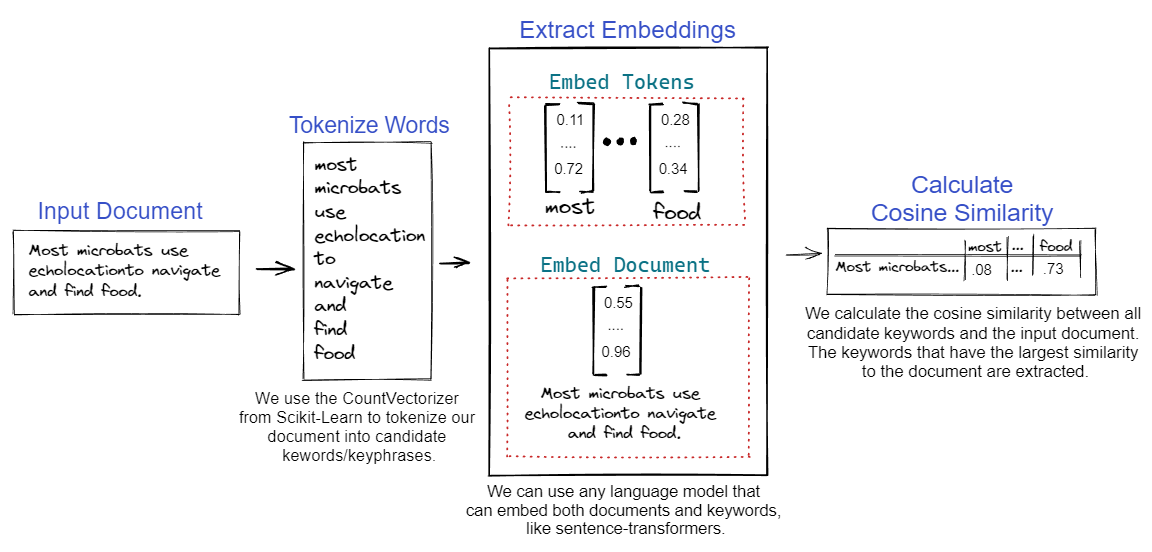 Input Document
Most microbats use
echolocationto navigate
and find food.
Tokenize Words
most
microbats
use
echolocation
to
navigate
and
find
food
We use the CountVectorizer
from Scikit-Learn to tokenize our
document into candidate
kewords/keyphrases.
Extract Embeddings
Embed Tokens
0.11 0.28
.... ....
0.72 0.34
most food
Embed Document
0.55
....
0.96
Most microbats use
echolocationto navigate
and find food.
We can use any language model that
can embed both documents and keywords,
like sentence-transformers.
Calculate
Cosine Similarity
most ... food
Most microbats... .08 ... .73
We calculate the cosine similarity between all
candidate keywords and the input document.
The keywords that have the largest similarity
to the document are extracted.